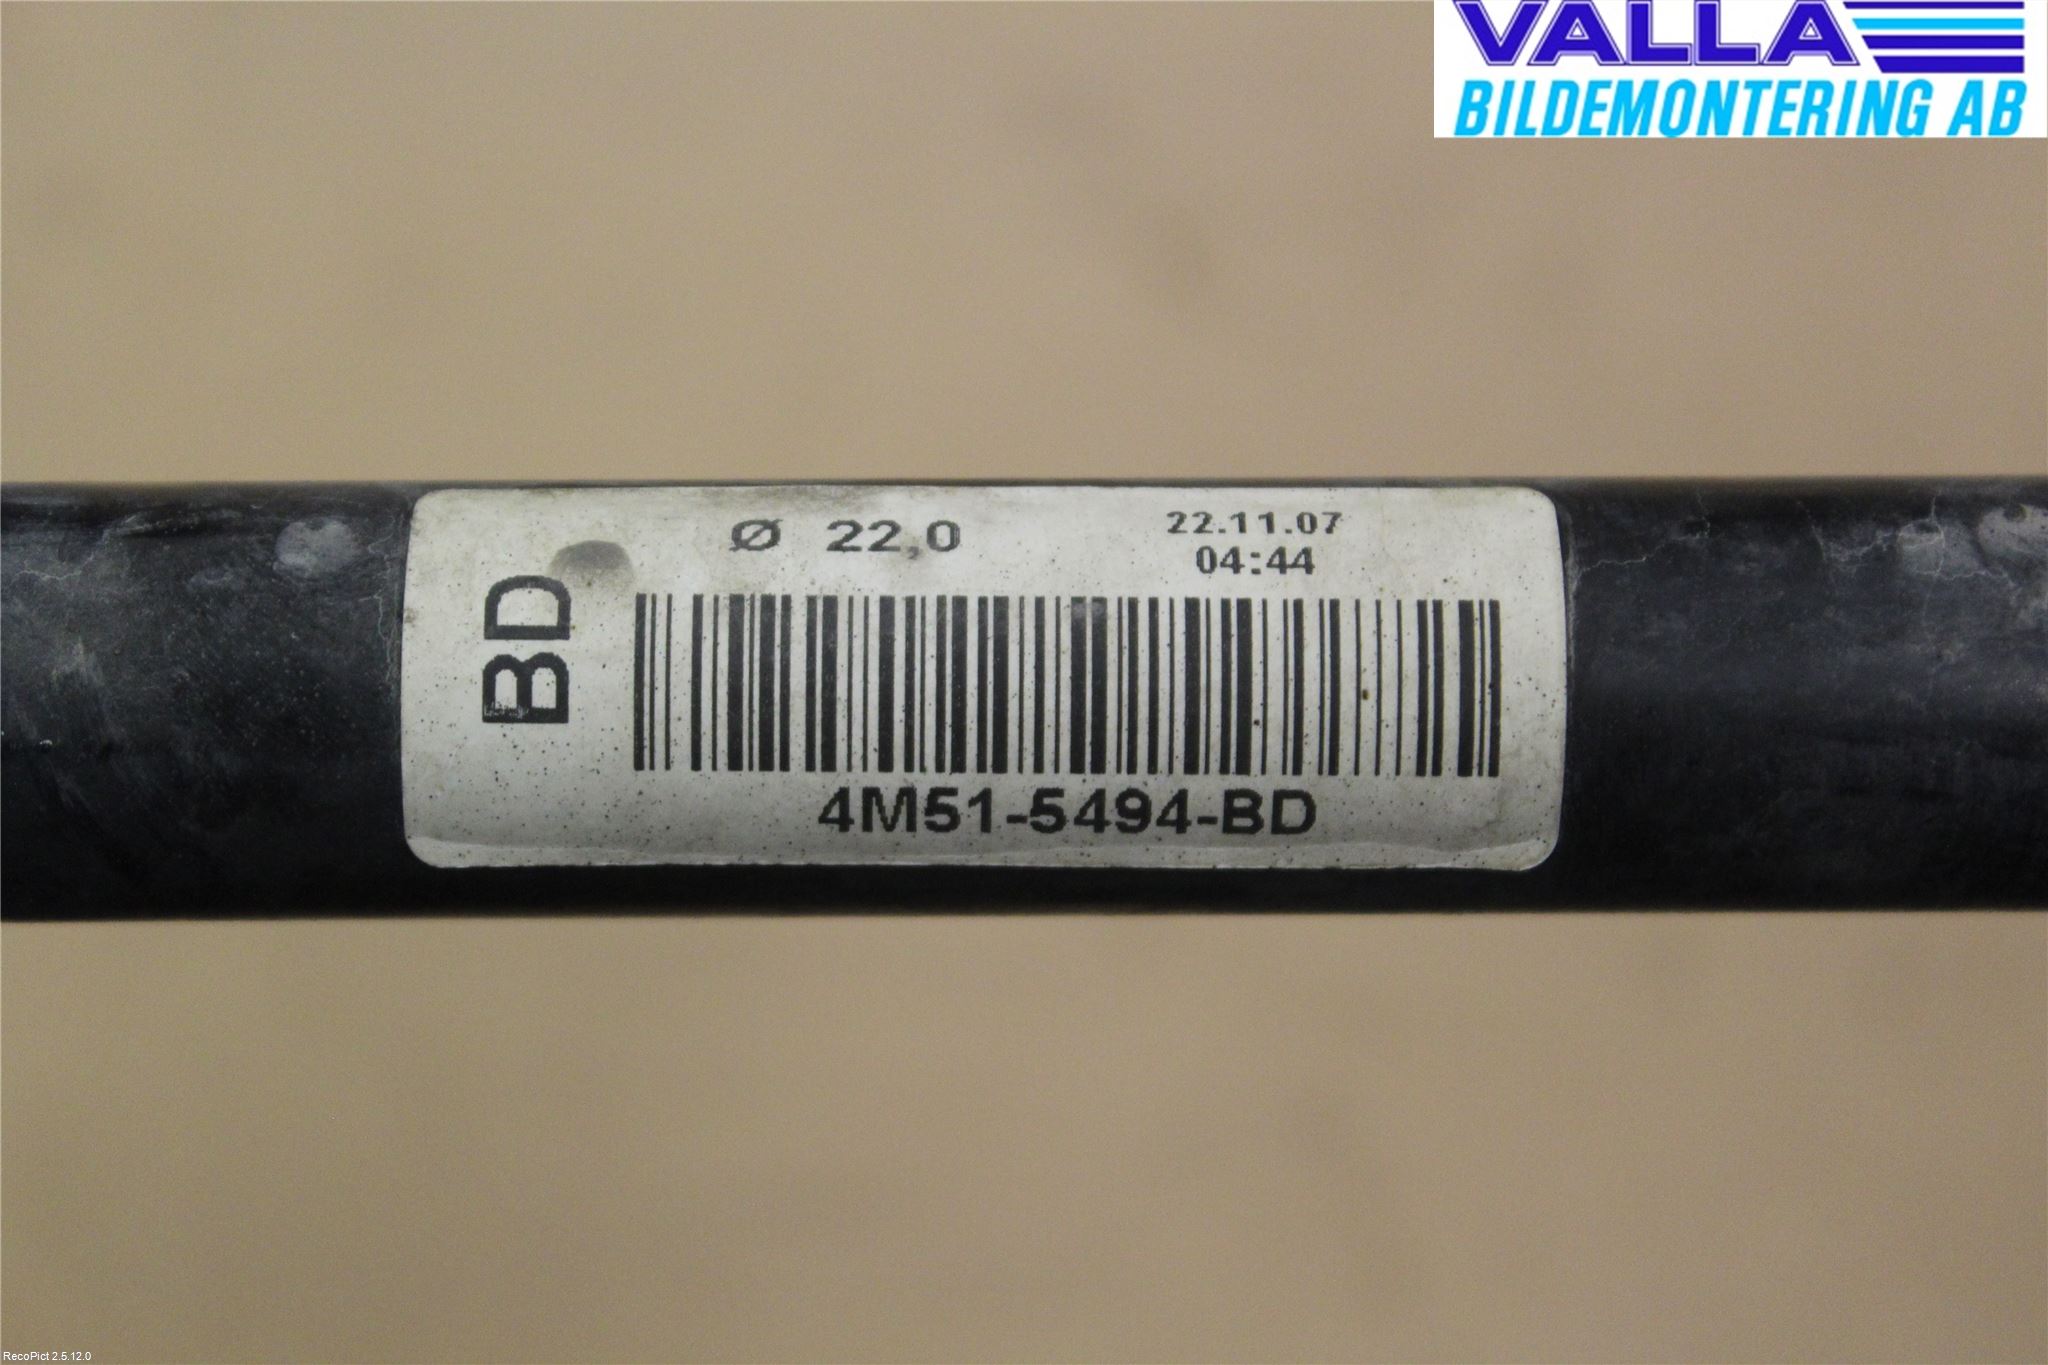 VALLA
BILDEMONTERING AB
Ø 22,0
22.11.07
04:44
BD
4M51-5494-BD
RecoPict 2.5.12.0